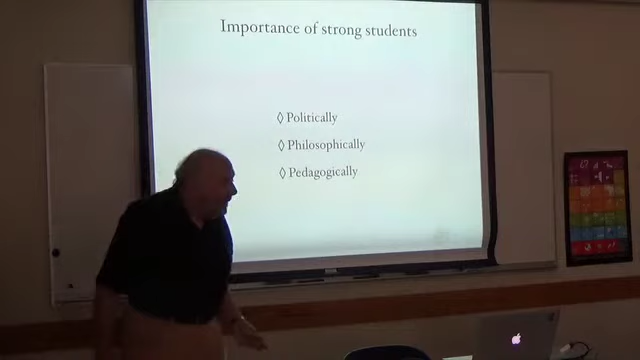 Importance of strong students
◊ Politically
◊ Philosophically
◊ Pedagogically